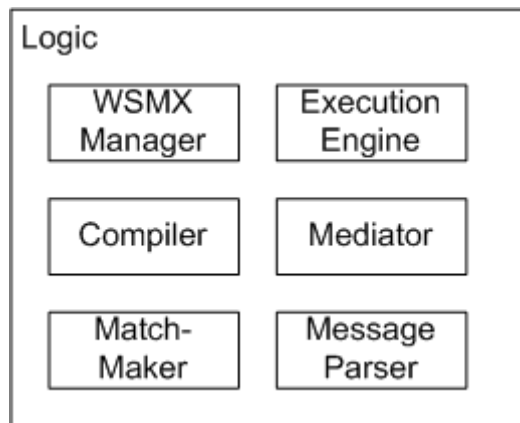 Logic
WSMX
Manager
Execution
Engine
Compiler
Mediator
Match-
Maker
Message
Parser